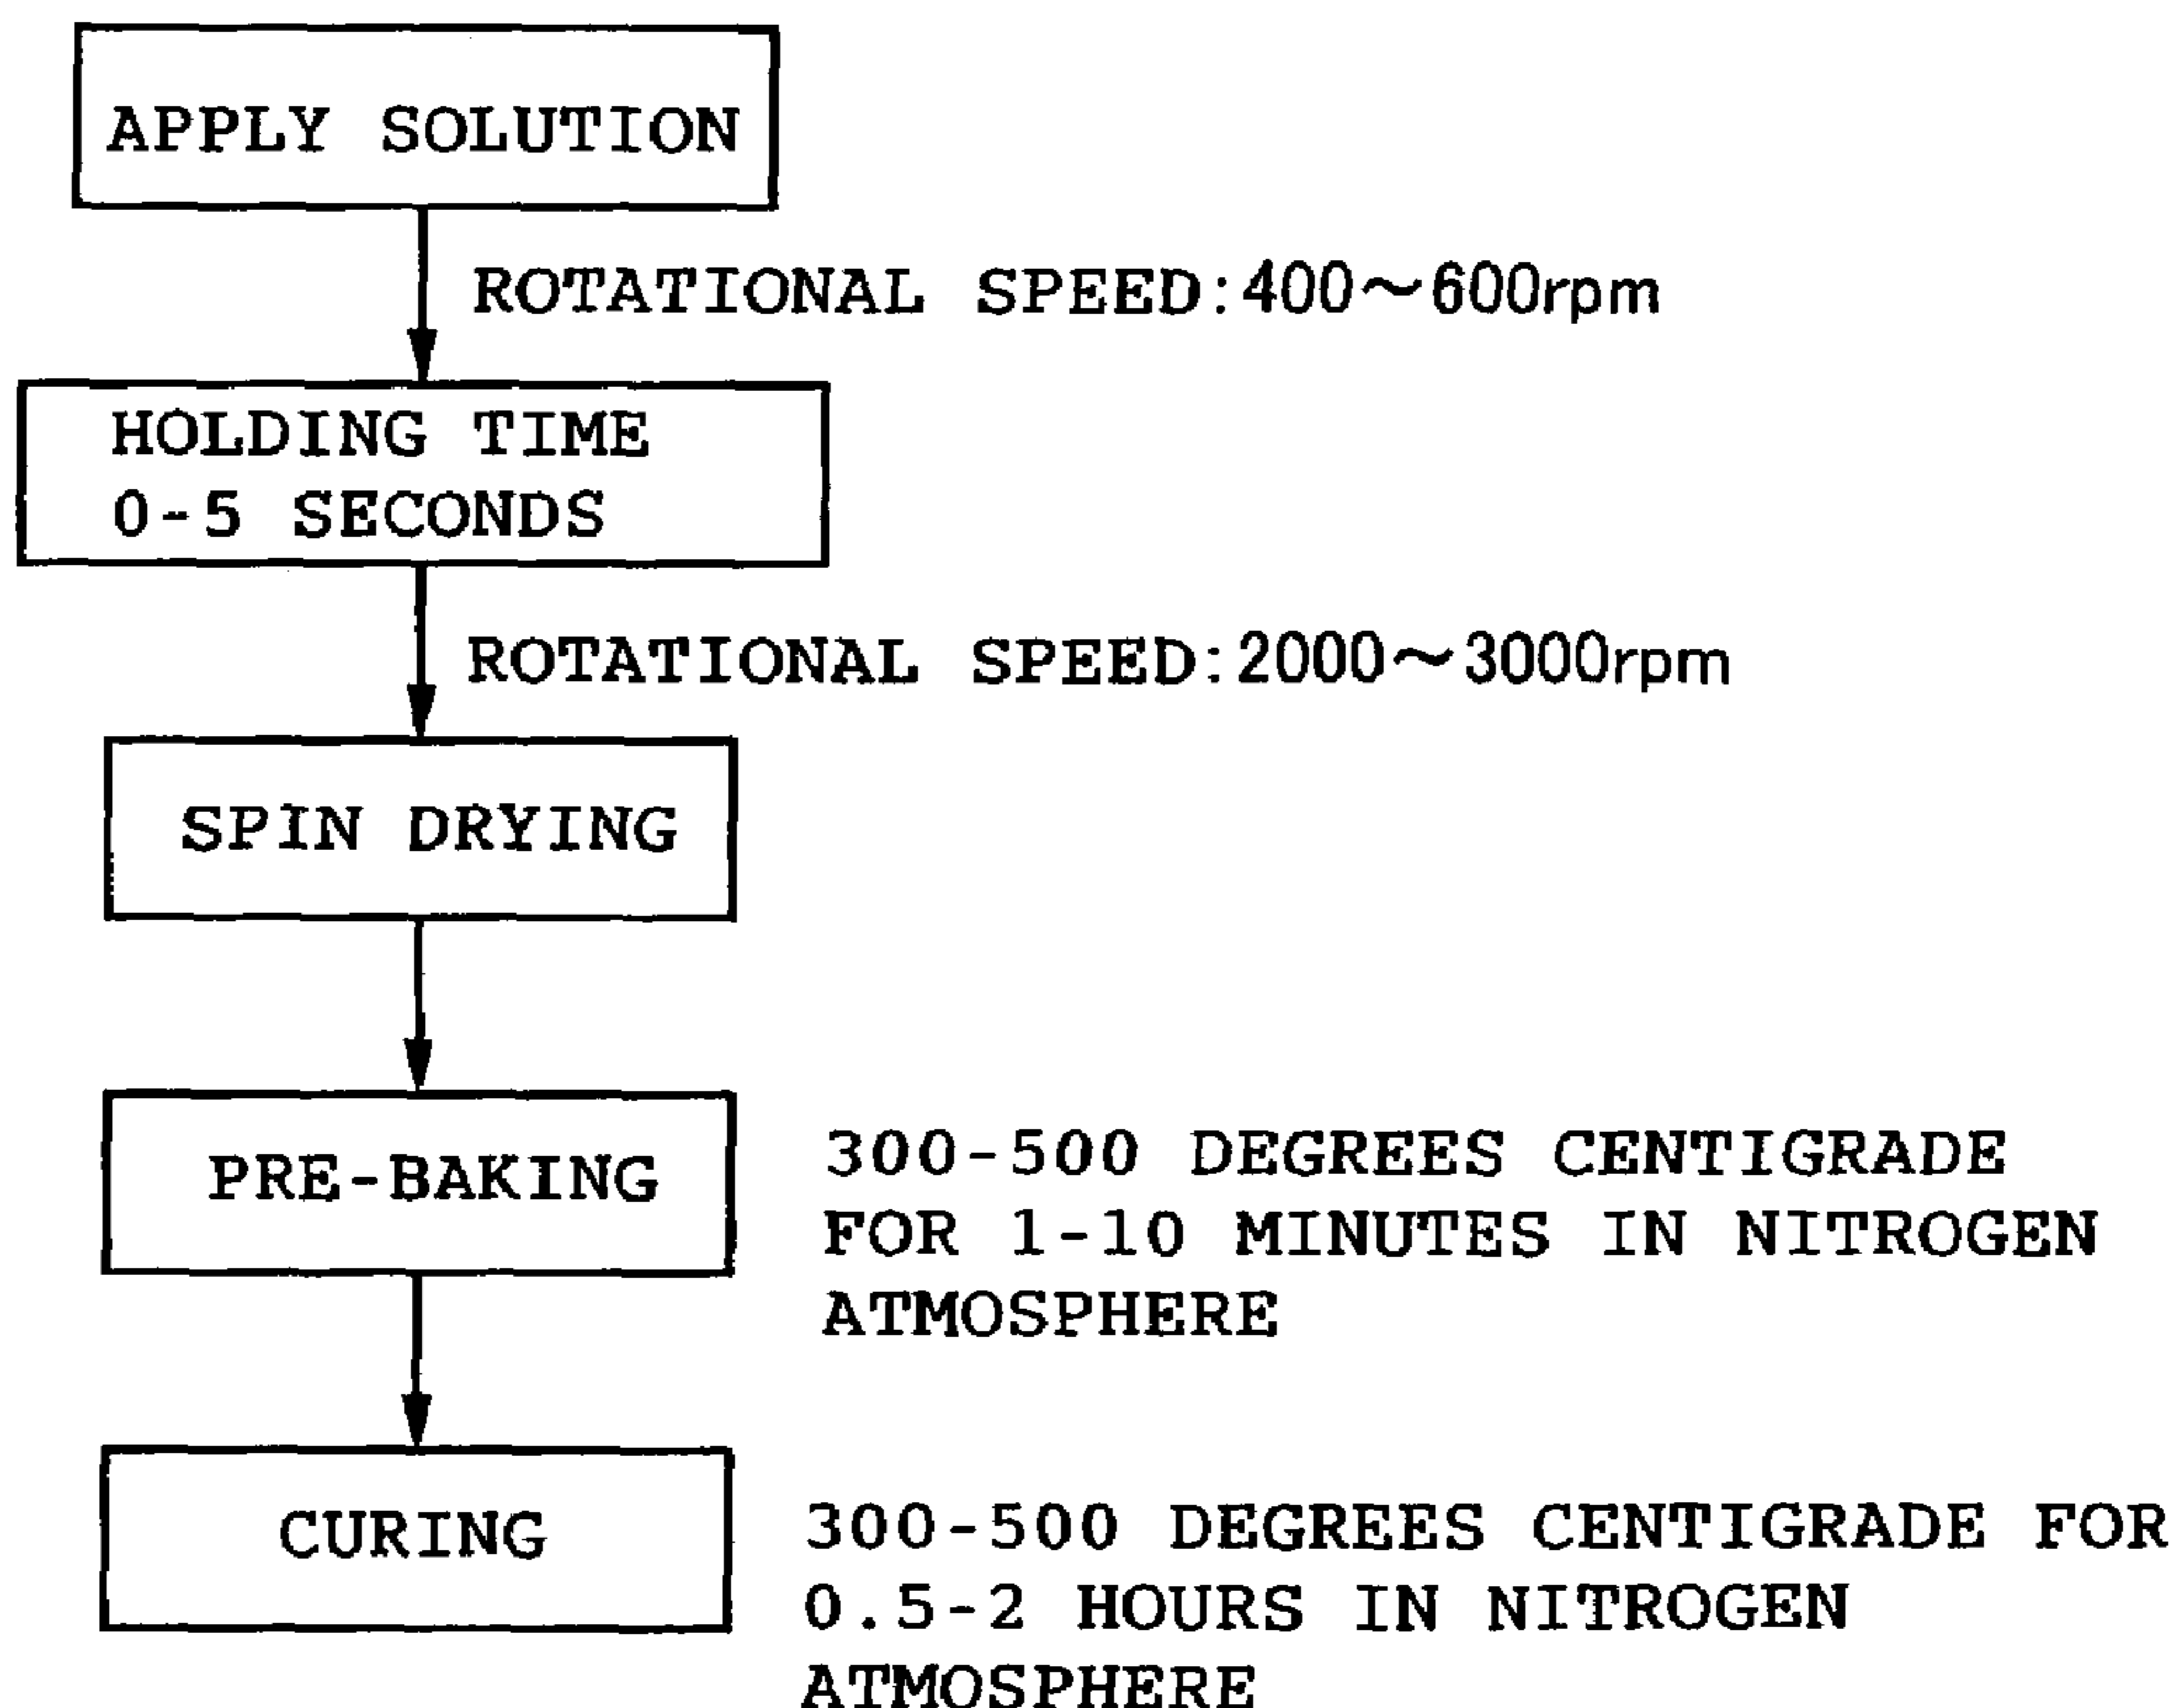 APPLY SOLUTION
ROTATIONAL SPEED:400～600rpm
HOLDING TIME
0-5 SECONDS
ROTATIONAL SPEED:2000～3000rpm
SPIN DRYING
PRE-BAKING
300-500 DEGREES CENTIGRADE
FOR 1-10 MINUTES IN NITROGEN
ATMOSPHERE
CURING
300-500 DEGREES CENTIGRADE FOR
0.5-2 HOURS IN NITROGEN
ATMOSPHERE